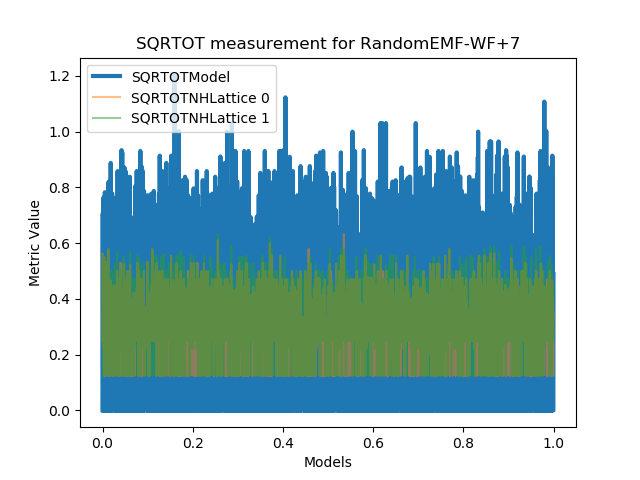 SQRTOT measurement for RandomEMF-WF+7
SQRTOTModel
SQRTOTNHLattice 0
SQRTOTNHLattice 1
Metric Value
1.2
1.0
0.8
0.6
0.4
0.2
0.0
0.0 0.2 0.4 0.6 0.8 1.0
Models